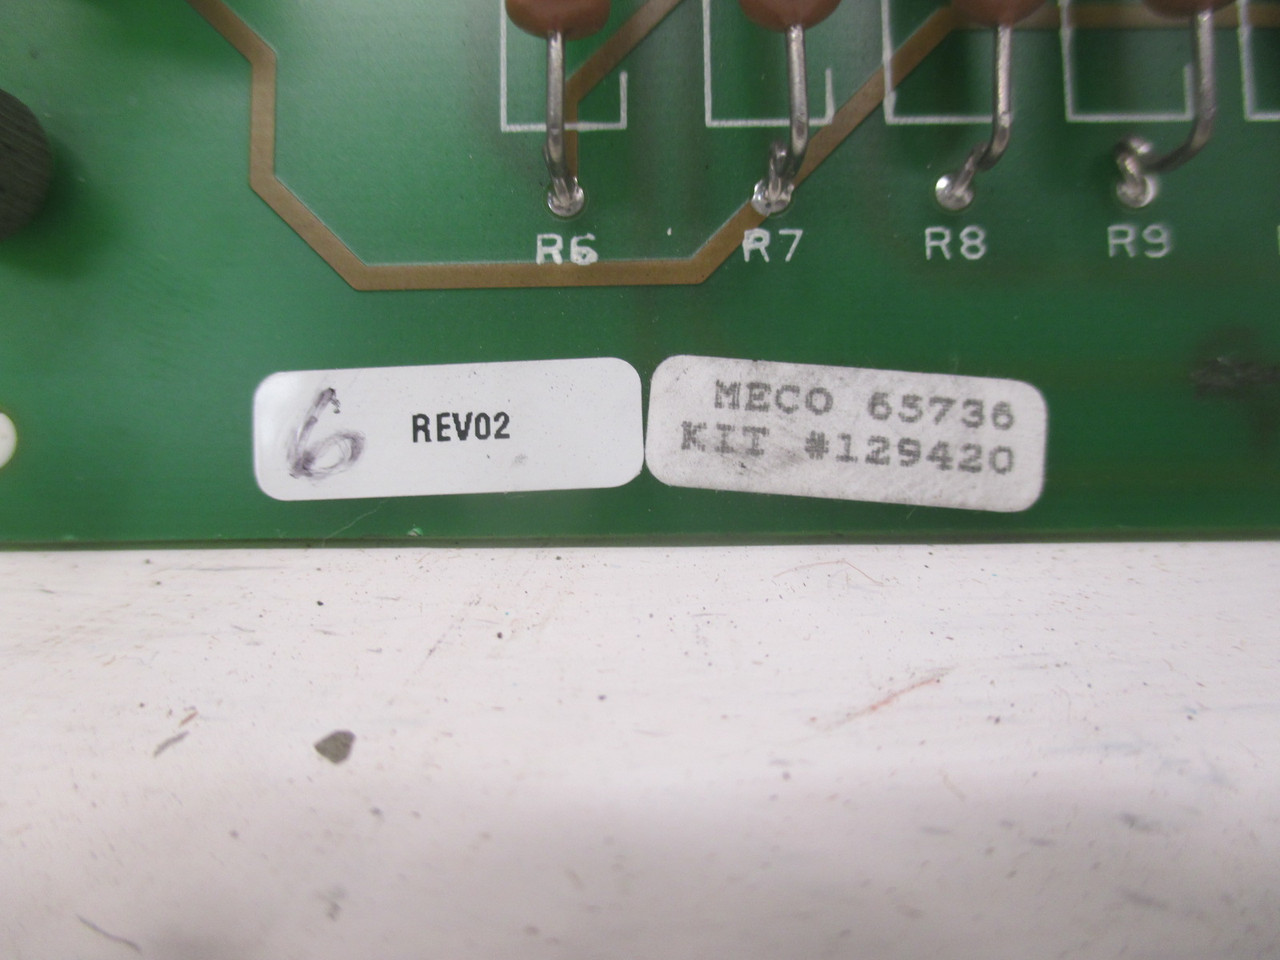 R6 R7 R8 R9
6 REV02
MECO 65736
KIT #129420